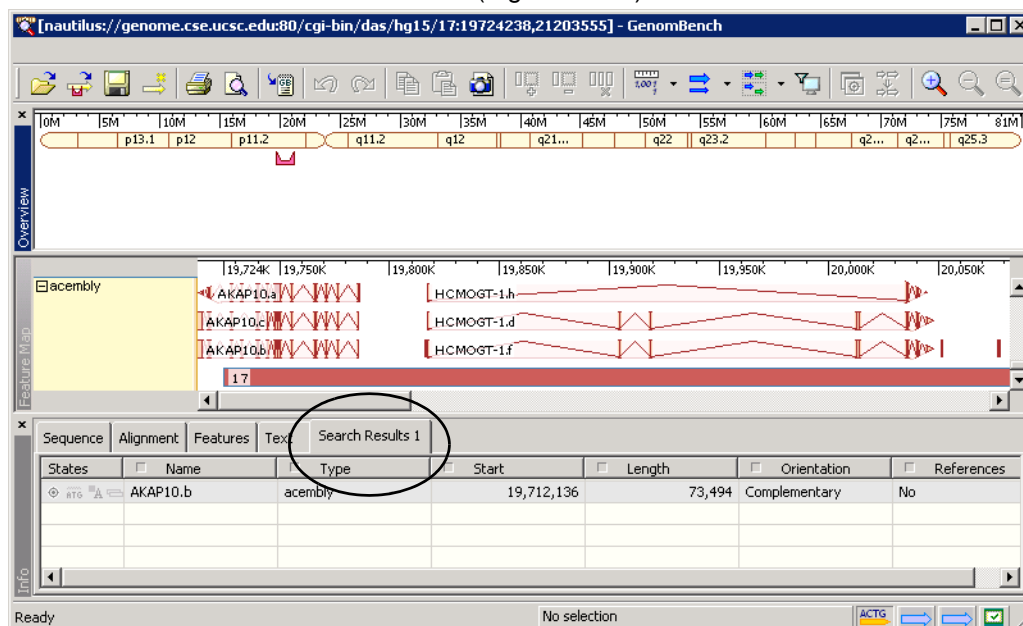 [nautilus://genome.cse.ucsc.edu:80/cgi-bin/das/hg15/17:19724238,21203555] - GenomBench
0M 5M 10M 15M 20M 25M 30M 35M 40M 45M 50M 55M 60M 65M 70M 75M 81M
p13.1 p12 p11.2 q11.2 q12 q21... q22 q23.2 q2... q2... q25.3
Overview
19,724K 19,750K 19,800K 19,850K 19,900K 19,950K 20,000K 20,050K
acembly
AKAP10.a HCMOGT-1.h
AKAP10.c HCMOGT-1.d
AKAP10.b HCMOGT-1.f
17
Feature Map
Sequence Alignment Features Text Search Results 1
States Name Type Start Length Orientation References
ATG A AKAP10.b acembly 19,712,136 73,494 Complementary No
Info
Ready No selection ACTG